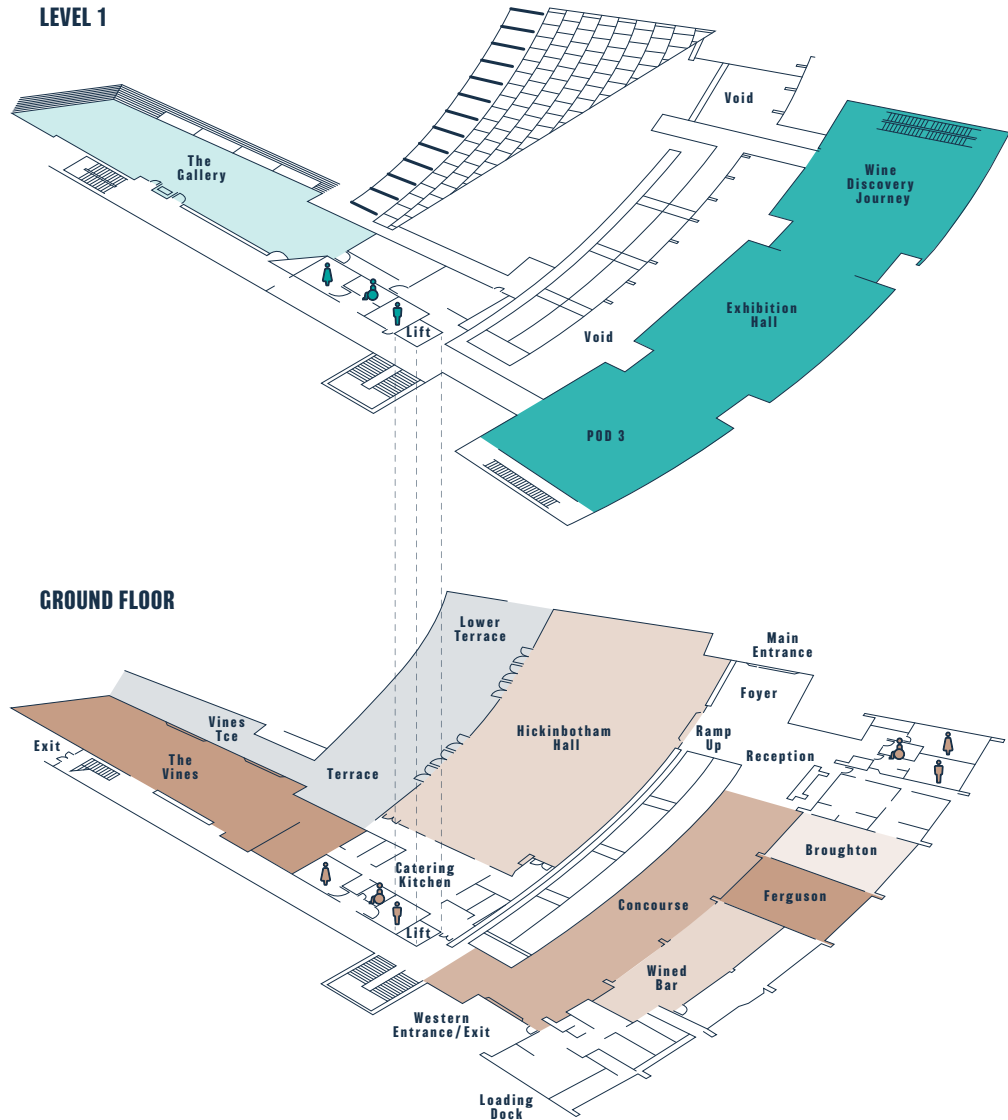 LEVEL 1
Void
The
Gallery
Wine
Discovery
Journey
Exhibition
Hall
Lift
Void
POD 3
GROUND FLOOR
Lower
Terrace
Main
Entrance
Foyer
Vines
Tce
Hickinbotham
Hall
Ramp
Up
Exit
The
Vines
Terrace
Reception
Broughton
Catering
Kitchen
Ferguson
Concourse
Lift
Wined
Bar
Western
Entrance/Exit
Loading
Dock